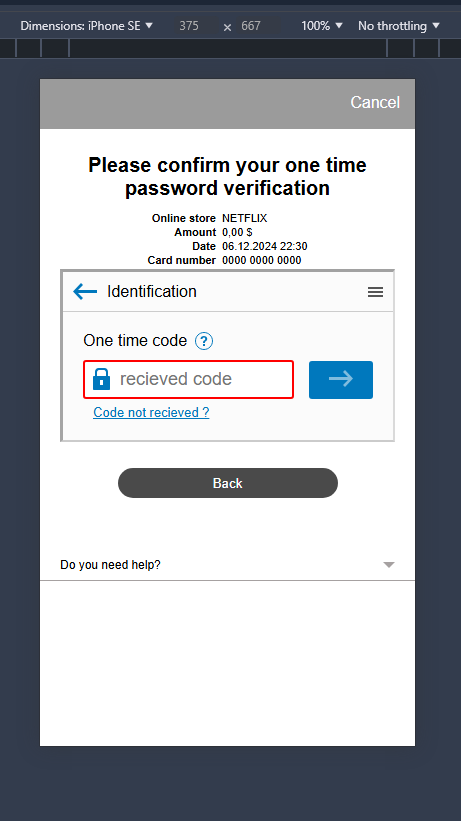 Dimensions: iPhone SE 375 x 667 100% No throttling
Cancel
Please confirm your one time
password verification
Online store NETFLIX
Amount 0,00 $
Date 06.12.2024 22:30
Card number 0000 0000 0000
Identification
One time code ?
recieved code
Code not recieved ?
Back
Do you need help?